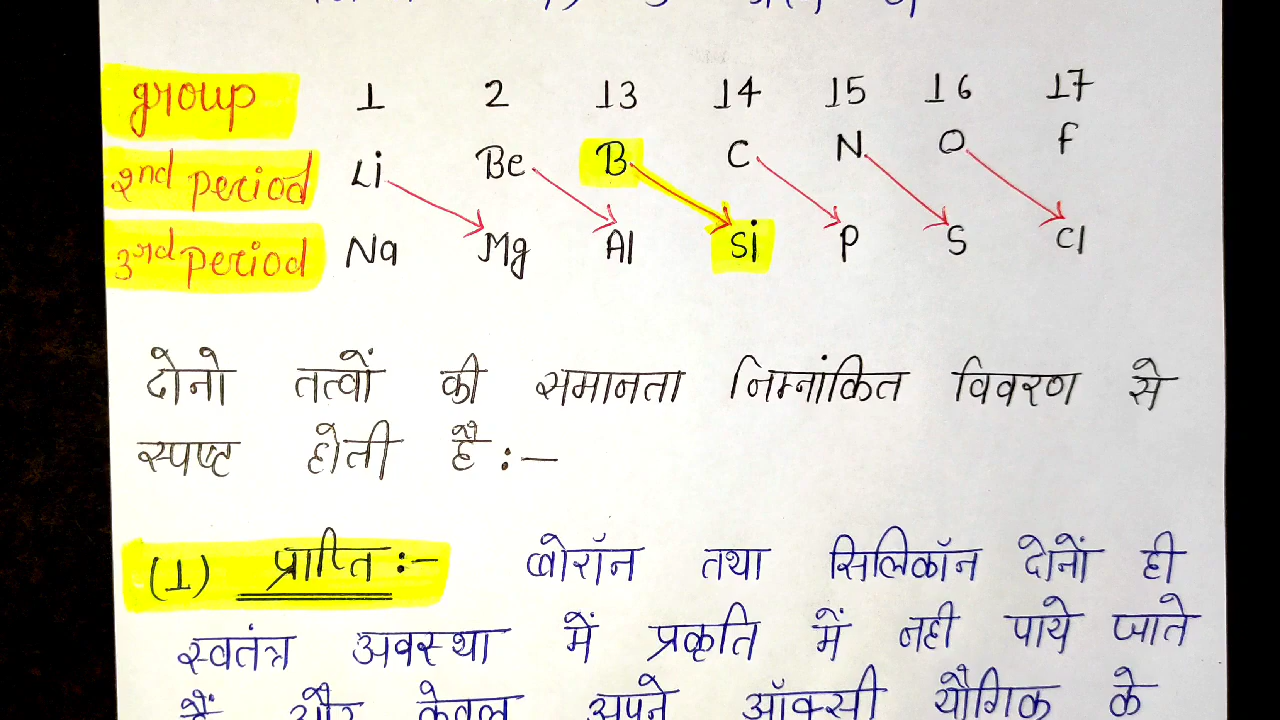 group 1 2 13 14 15 16 17
2nd period Li Be B C N O F
3rd period Na Mg Al Si P S Cl
दोनो तत्वों की समानता निम्नांकित विवरण से
स्पष्ट होती है :—
(1) प्राप्ति :— बोरॉन तथा सिलिकॉन दोनों ही
स्वतंत्र अवस्था में प्रकृति में नही पाये जाते
हैं और केवल अपने ऑक्सी यौगिक के